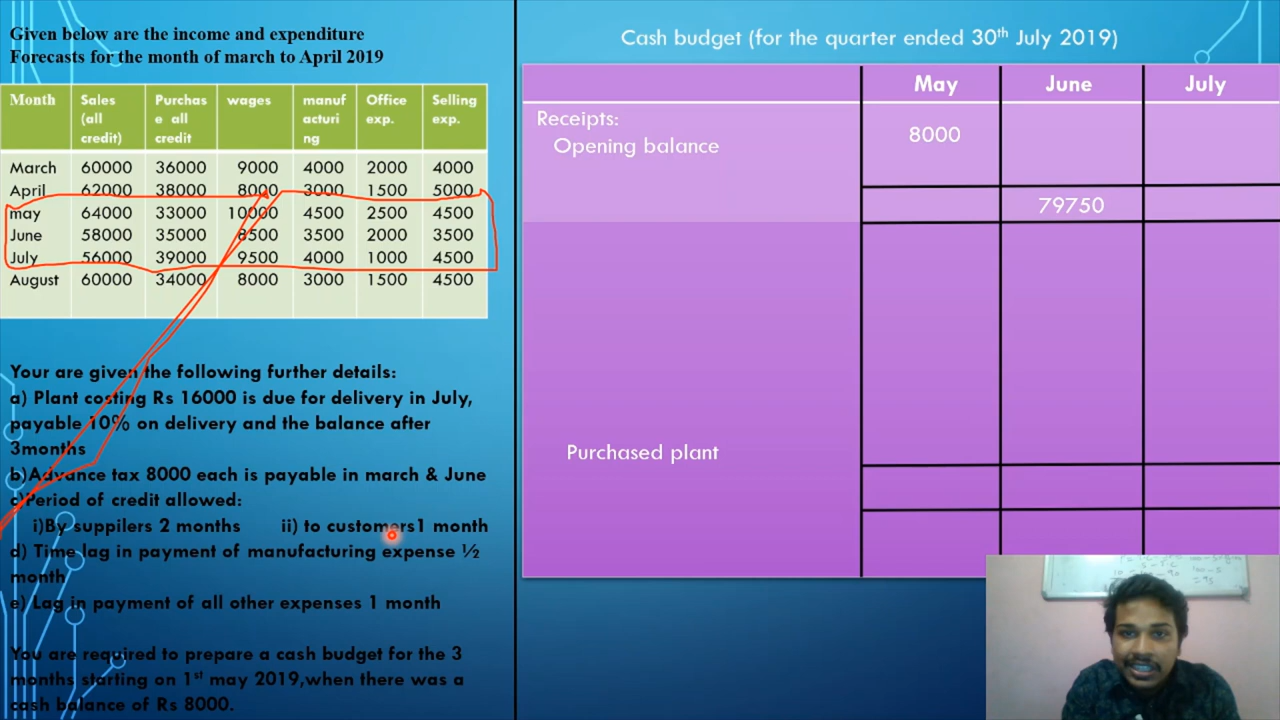 Given below are the income and expenditure
Forecasts for the month of march to April 2019
Month Sales (all credit) Purchas e all credit wages manuf acturi ng Office exp. Selling exp.
March 60000 36000 9000 4000 2000 4000
April 62000 38000 8000 3000 1500 5000
may 64000 33000 10000 4500 2500 4500
June 58000 35000 8500 3500 2000 3500
July 56000 39000 9500 4000 1000 4500
August 60000 34000 8000 3000 1500 4500
Your are given the following further details:
a) Plant costing Rs 16000 is due for delivery in July,
payable 10% on delivery and the balance after
3months
b)Advance tax 8000 each is payable in march & June
c)Period of credit allowed:
i)By suppilers 2 months ii) to customers1 month
d) Time lag in payment of manufacturing expense ½
month
e) Lag in payment of all other expenses 1 month
You are required to prepare a cash budget for the 3
months starting on 1st may 2019,when there was a
cash balance of Rs 8000.
Cash budget (for the quarter ended 30th July 2019)
May June July
Receipts:
Opening balance 8000
79750
Purchased plant